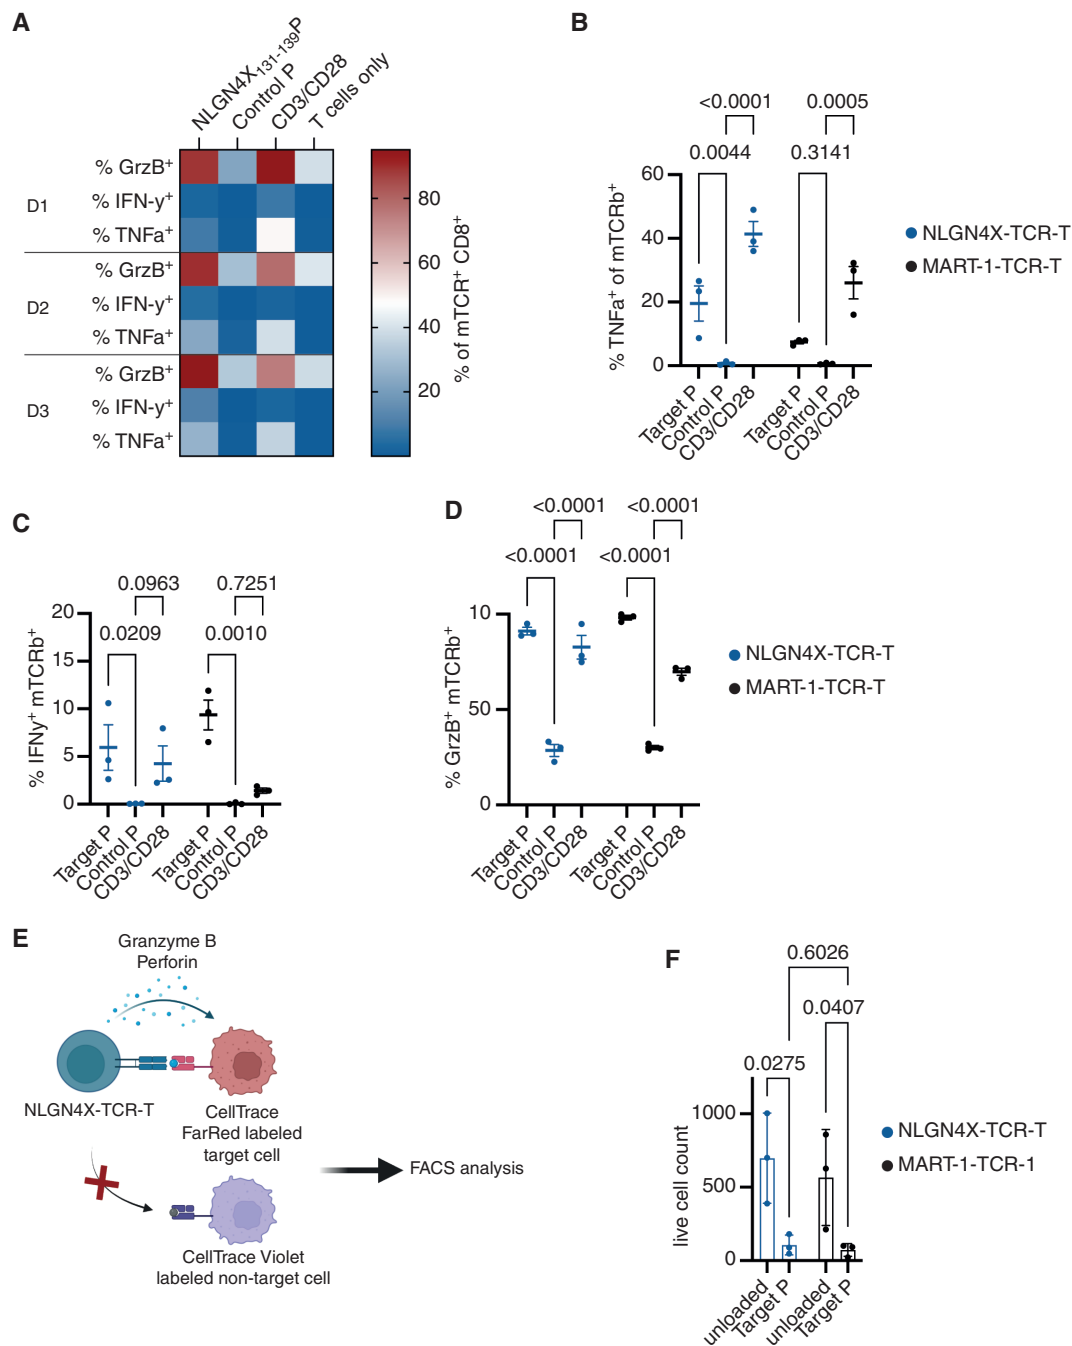 A
NLGN4X131-139P
Control P
CD3/CD28
T cells only
D1
% GrzB+
% IFN-y+
% TNFa+
D2
% GrzB+
% IFN-y+
% TNFa+
D3
% GrzB+
% IFN-y+
% TNFa+
80
60
40
20
% of mTCR+ CD8+
B
<0.0001
0.0005
0.0044
0.3141
60
40
20
0
% TNFa+ of mTCRb+
Target P
Control P
CD3/CD28
Target P
Control P
CD3/CD28
NLGN4X-TCR-T
MART-1-TCR-T
C
0.0963
0.7251
0.0209
0.0010
20
15
10
5
0
% IFNy+ mTCRb+
Target P
Control P
CD3/CD28
Target P
Control P
CD3/CD28
D
<0.0001
<0.0001
<0.0001
<0.0001
10
50
0
% GrzB+ mTCRb+
Target P
Control P
CD3/CD28
Target P
Control P
CD3/CD28
NLGN4X-TCR-T
MART-1-TCR-T
E
Granzyme B
Perforin
NLGN4X-TCR-T
CellTrace
FarRed labeled
target cell
FACS analysis
CellTrace Violet
labeled non-target cell
F
0.6026
0.0407
0.0275
1000
500
0
live cell count
unloaded
Target P
unloaded
Target P
NLGN4X-TCR-T
MART-1-TCR-1